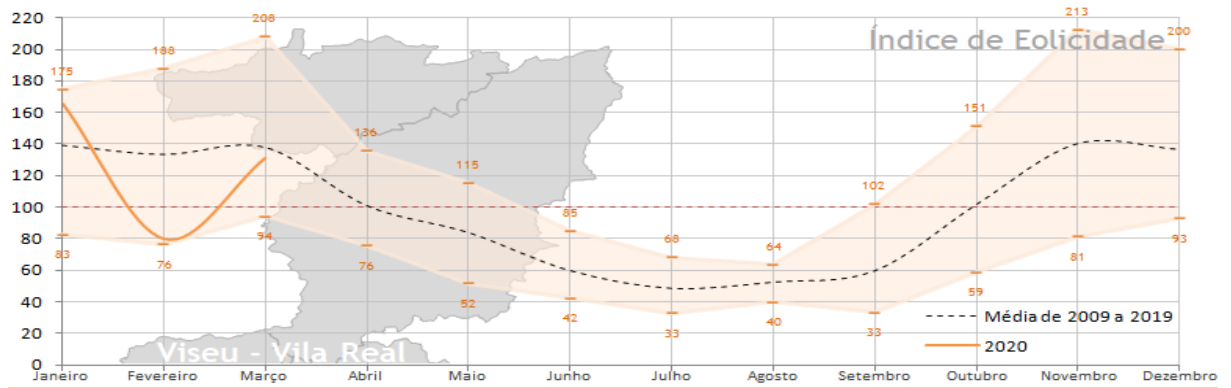 220
200
180
160
140
120
100
80
60
40
20
0
Índice de Eolicidade
175 188 208 136 115 85 68 64 102 151 213 200
83 76 94 76 52 42 33 40 33 59 81 93
Média de 2009 a 2019
2020
Viseu - Vila Real
Janeiro Fevereiro Março Abril Maio Junho Julho Agosto Setembro Outubro Novembro Dezembro